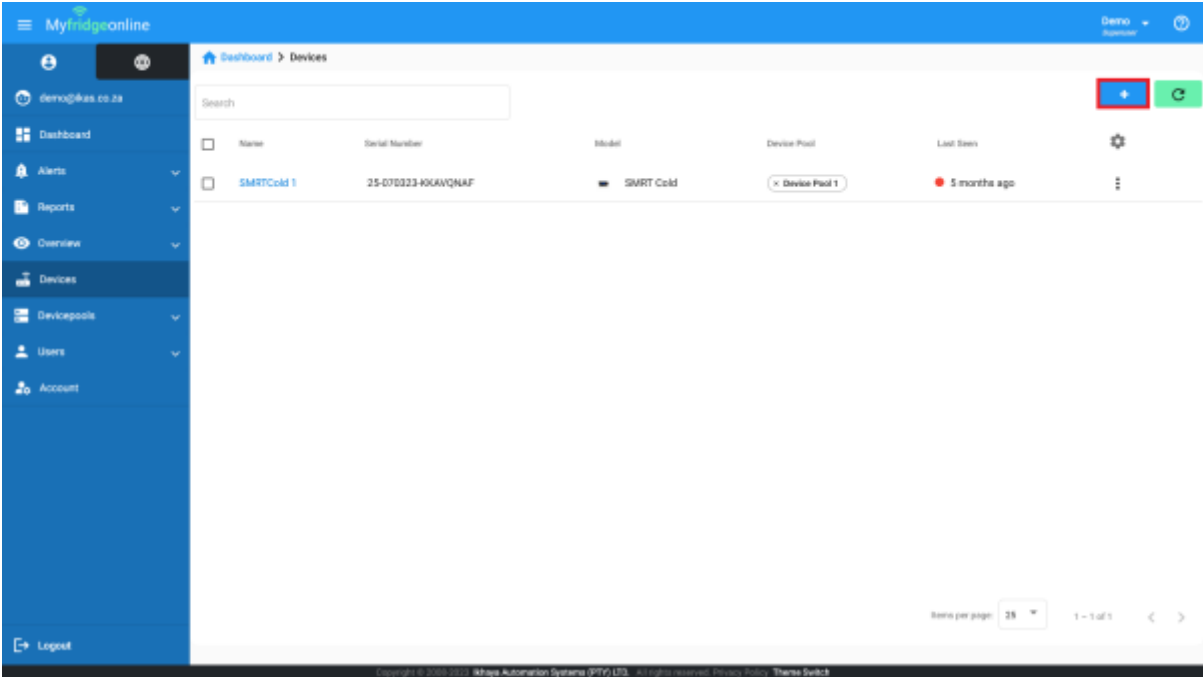 Myfridgeonline
Demo
Superuser
Dashboard > Devices
demo@ikas.co.za
Search
Dashboard
Name Serial Number Model Device Pool Last Seen
Alerts
SMRTCold 1 25-070323-KKAVQNAF SMRT Cold × Device Pool 1 5 months ago
Reports
Overview
Devices
Devicepools
Users
Account
Items per page: 25 1 – 1 of 1
Logout
Copyright © 2000-2023 Ikhaya Automation Systems (PTY) LTD. All rights reserved. Privacy Policy Theme Switch